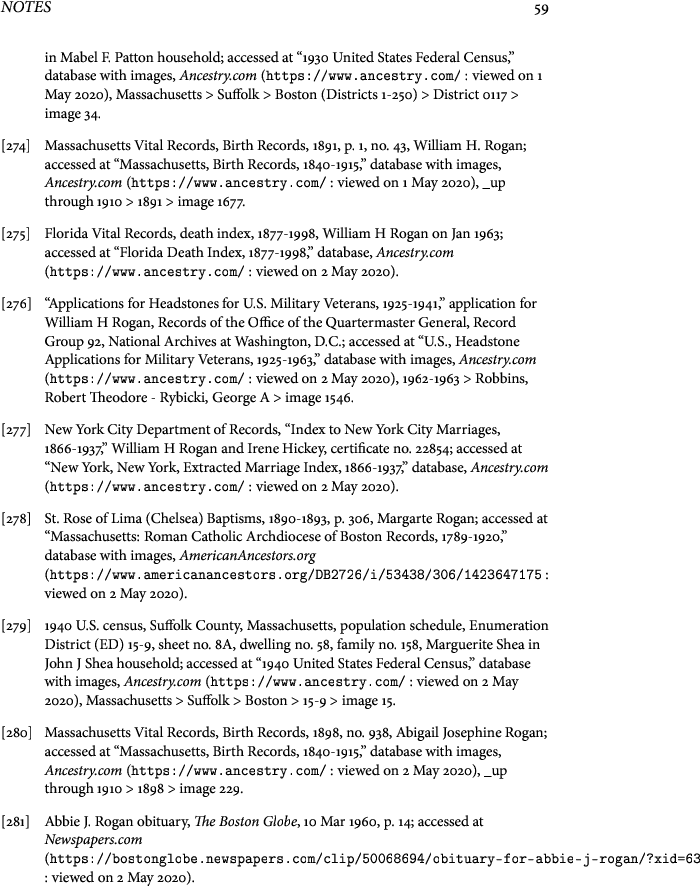 NOTES 59
in Mabel F. Patton household; accessed at “1930 United States Federal Census,”
database with images, Ancestry.com (https://www.ancestry.com/ : viewed on 1
May 2020), Massachusetts > Suffolk > Boston (Districts 1-250) > District 0117 >
image 34.
[274] Massachusetts Vital Records, Birth Records, 1891, p. 1, no. 43, William H. Rogan;
accessed at “Massachusetts, Birth Records, 1840-1915,” database with images,
Ancestry.com (https://www.ancestry.com/ : viewed on 1 May 2020), _up
through 1910 > 1891 > image 1677.
[275] Florida Vital Records, death index, 1877-1998, William H Rogan on Jan 1963;
accessed at “Florida Death Index, 1877-1998,” database, Ancestry.com
(https://www.ancestry.com/ : viewed on 2 May 2020).
[276] “Applications for Headstones for U.S. Military Veterans, 1925-1941,” application for
William H Rogan, Records of the Office of the Quartermaster General, Record
Group 92, National Archives at Washington, D.C.; accessed at “U.S., Headstone
Applications for Military Veterans, 1925-1963,” database with images, Ancestry.com
(https://www.ancestry.com/ : viewed on 2 May 2020), 1962-1963 > Robbins,
Robert Theodore - Rybicki, George A > image 1546.
[277] New York City Department of Records, “Index to New York City Marriages,
1866-1937,” William H Rogan and Irene Hickey, certificate no. 22854; accessed at
“New York, New York, Extracted Marriage Index, 1866-1937,” database, Ancestry.com
(https://www.ancestry.com/ : viewed on 2 May 2020).
[278] St. Rose of Lima (Chelsea) Baptisms, 1890-1893, p. 306, Margarte Rogan; accessed at
“Massachusetts: Roman Catholic Archdiocese of Boston Records, 1789-1920,”
database with images, AmericanAncestors.org
(https://www.americanancestors.org/DB2726/i/53438/306/1423647175 :
viewed on 2 May 2020).
[279] 1940 U.S. census, Suffolk County, Massachusetts, population schedule, Enumeration
District (ED) 15-9, sheet no. 8A, dwelling no. 58, family no. 158, Marguerite Shea in
John J Shea household; accessed at “1940 United States Federal Census,” database
with images, Ancestry.com (https://www.ancestry.com/ : viewed on 2 May
2020), Massachusetts > Suffolk > Boston > 15-9 > image 15.
[280] Massachusetts Vital Records, Birth Records, 1898, no. 938, Abigail Josephine Rogan;
accessed at “Massachusetts, Birth Records, 1840-1915,” database with images,
Ancestry.com (https://www.ancestry.com/ : viewed on 2 May 2020), _up
through 1910 > 1898 > image 229.
[281] Abbie J. Rogan obituary, The Boston Globe, 10 Mar 1960, p. 14; accessed at
Newspapers.com
(https://bostonglobe.newspapers.com/clip/50068694/obituary-for-abbie-j-rogan/?xid=63
: viewed on 2 May 2020).